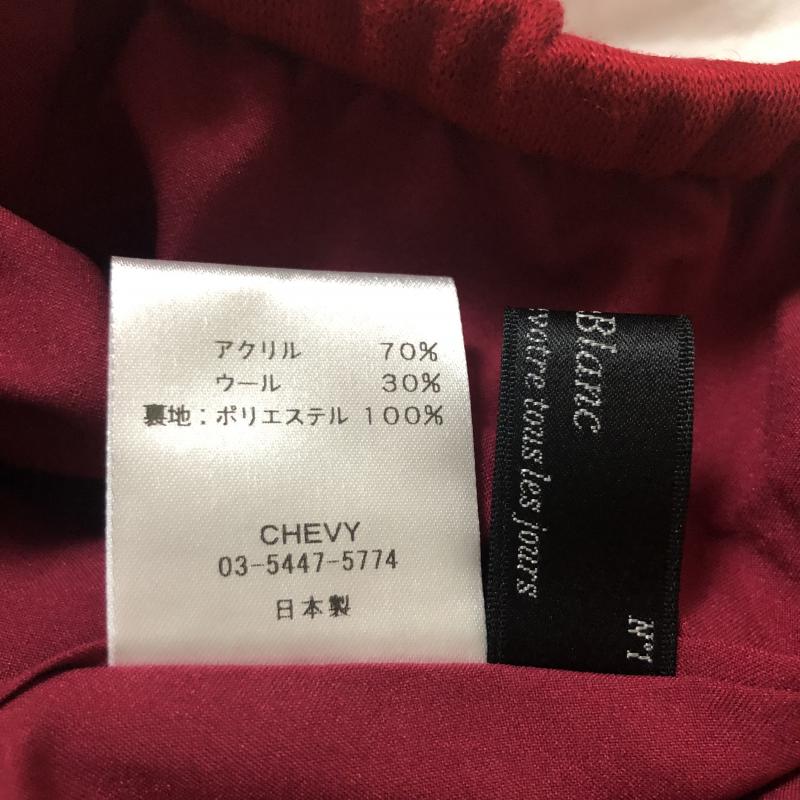 アクリル 70%
ウール 30%
裏地：ポリエステル 100%
CHEVY
03-5447-5774
日本製
Blanc
votre tous les jours
N°1